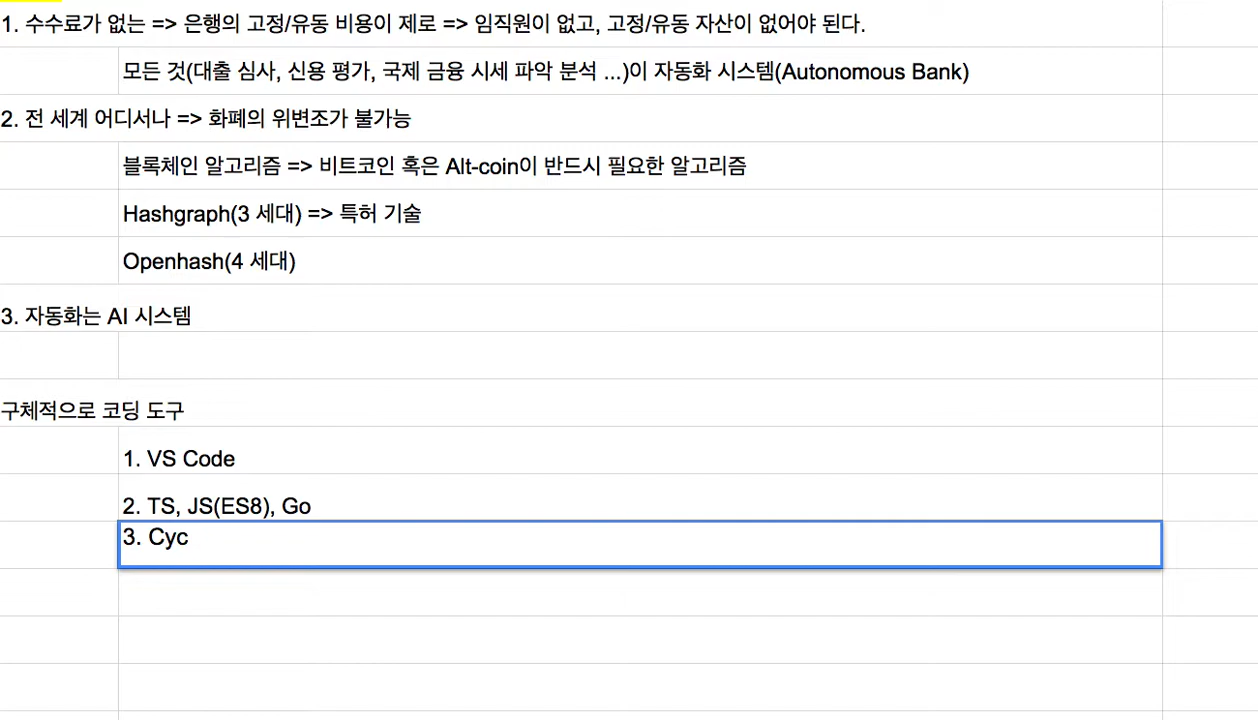 1. 수수료가 없는 => 은행의 고정/유동 비용이 제로 => 임직원이 없고, 고정/유동 자산이 없어야 된다.
모든 것(대출 심사, 신용 평가, 국제 금융 시세 파악 분석 ...)이 자동화 시스템(Autonomous Bank)
2. 전 세계 어디서나 => 화폐의 위변조가 불가능
블록체인 알고리즘 => 비트코인 혹은 Alt-coin이 반드시 필요한 알고리즘
Hashgraph(3 세대) => 특허 기술
Openhash(4 세대)
3. 자동화는 AI 시스템
구체적으로 코딩 도구
1. VS Code
2. TS, JS(ES8), Go
3. Cyc